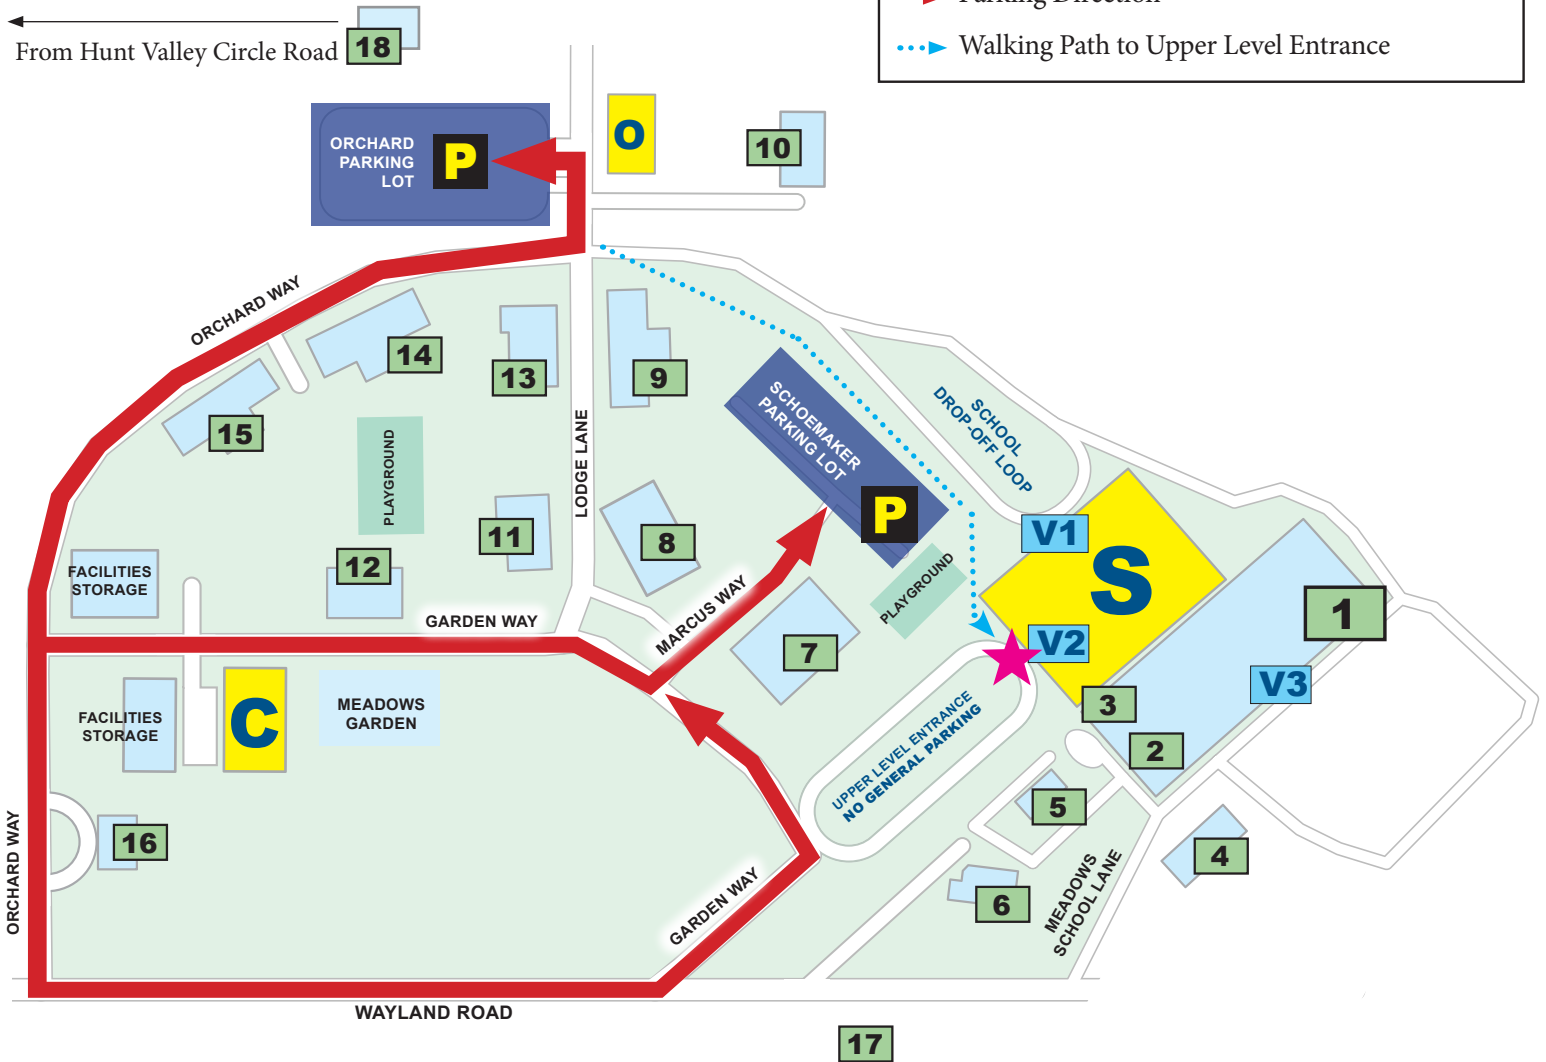 Parking Direction
Walking Path to Upper Level Entrance
From Hunt Valley Circle Road
18
ORCHARD
PARKING
LOT
P
O
10
ORCHARD WAY
14
13
9
15
PLAYGROUND
LODGE LANE
SCHOEMAKER
PARKING LOT
P
SCHOOL
DROP-OFF LOOP
11
8
12
FACILITIES
STORAGE
GARDEN WAY
MARCUS WAY
7
PLAYGROUND
V1
S
V2
1
V3
3
2
FACILITIES
STORAGE
C
MEADOWS
GARDEN
UPPER LEVEL ENTRANCE
NO GENERAL PARKING
5
4
6
16
ORCHARD WAY
GARDEN WAY
MEADOWS
SCHOOL LANE
WAYLAND ROAD
17